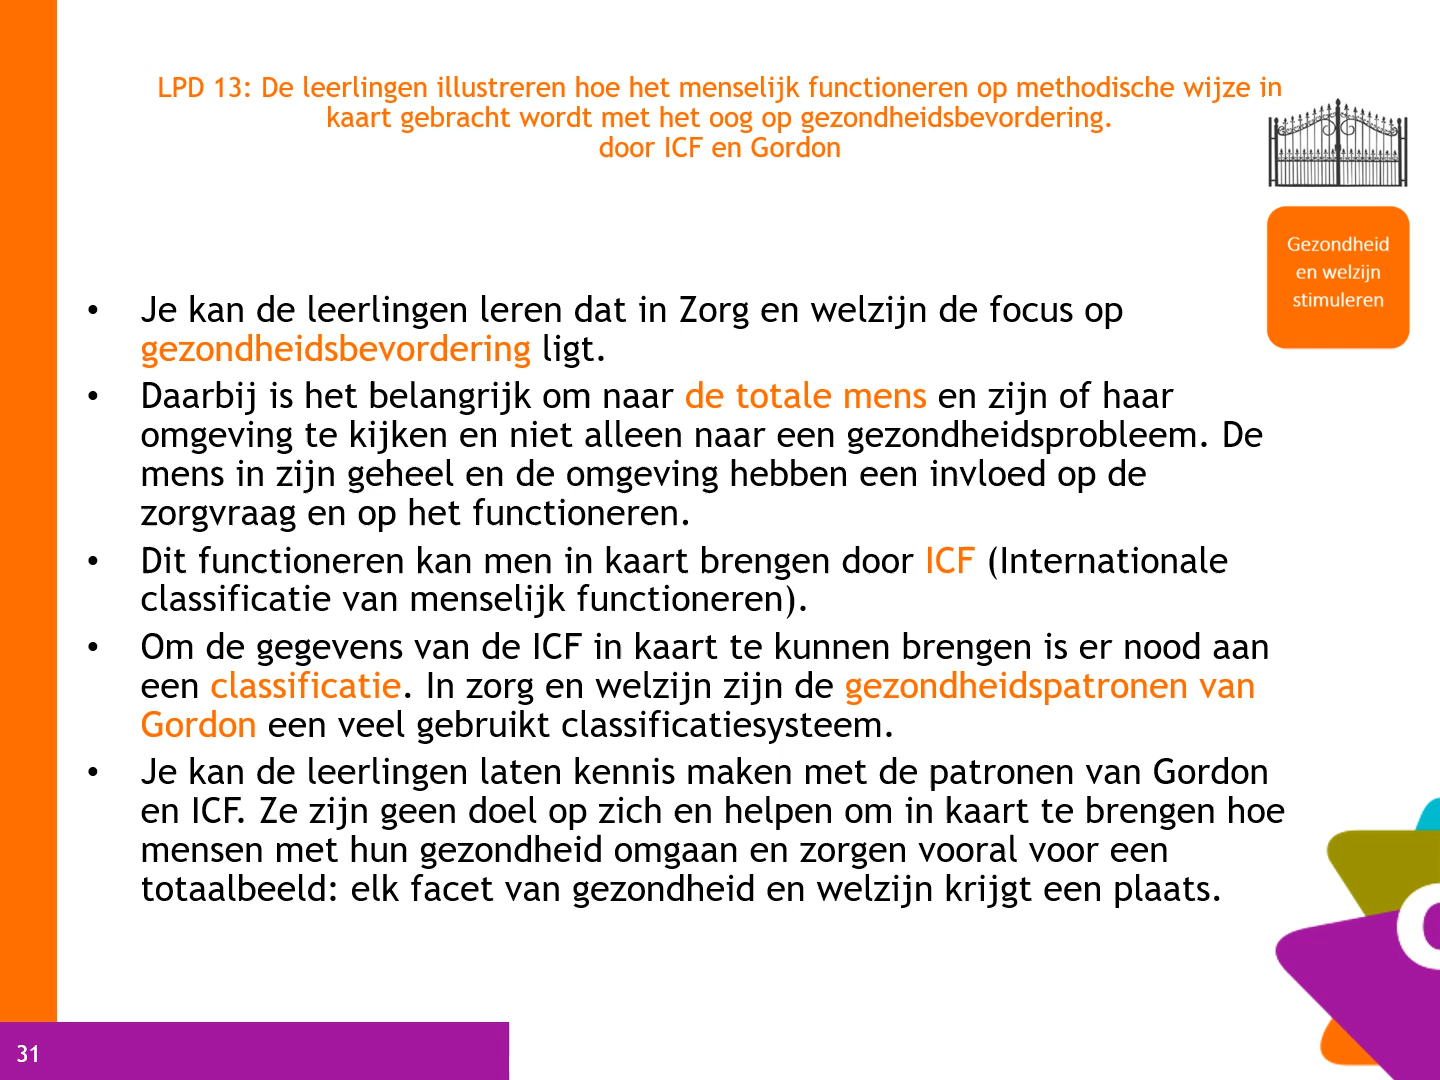 LPD 13: De leerlingen illustreren hoe het menselijk functioneren op methodische wijze in
kaart gebracht wordt met het oog op gezondheidsbevordering.
door ICF en Gordon
Gezondheid
en welzijn
stimuleren
• Je kan de leerlingen leren dat in Zorg en welzijn de focus op
gezondheidsbevordering ligt.
• Daarbij is het belangrijk om naar de totale mens en zijn of haar
omgeving te kijken en niet alleen naar een gezondheidsprobleem. De
mens in zijn geheel en de omgeving hebben een invloed op de
zorgvraag en op het functioneren.
• Dit functioneren kan men in kaart brengen door ICF (Internationale
classificatie van menselijk functioneren).
• Om de gegevens van de ICF in kaart te kunnen brengen is er nood aan
een classificatie. In zorg en welzijn zijn de gezondheidspatronen van
Gordon een veel gebruikt classificatiesysteem.
• Je kan de leerlingen laten kennis maken met de patronen van Gordon
en ICF. Ze zijn geen doel op zich en helpen om in kaart te brengen hoe
mensen met hun gezondheid omgaan en zorgen vooral voor een
totaalbeeld: elk facet van gezondheid en welzijn krijgt een plaats.
31